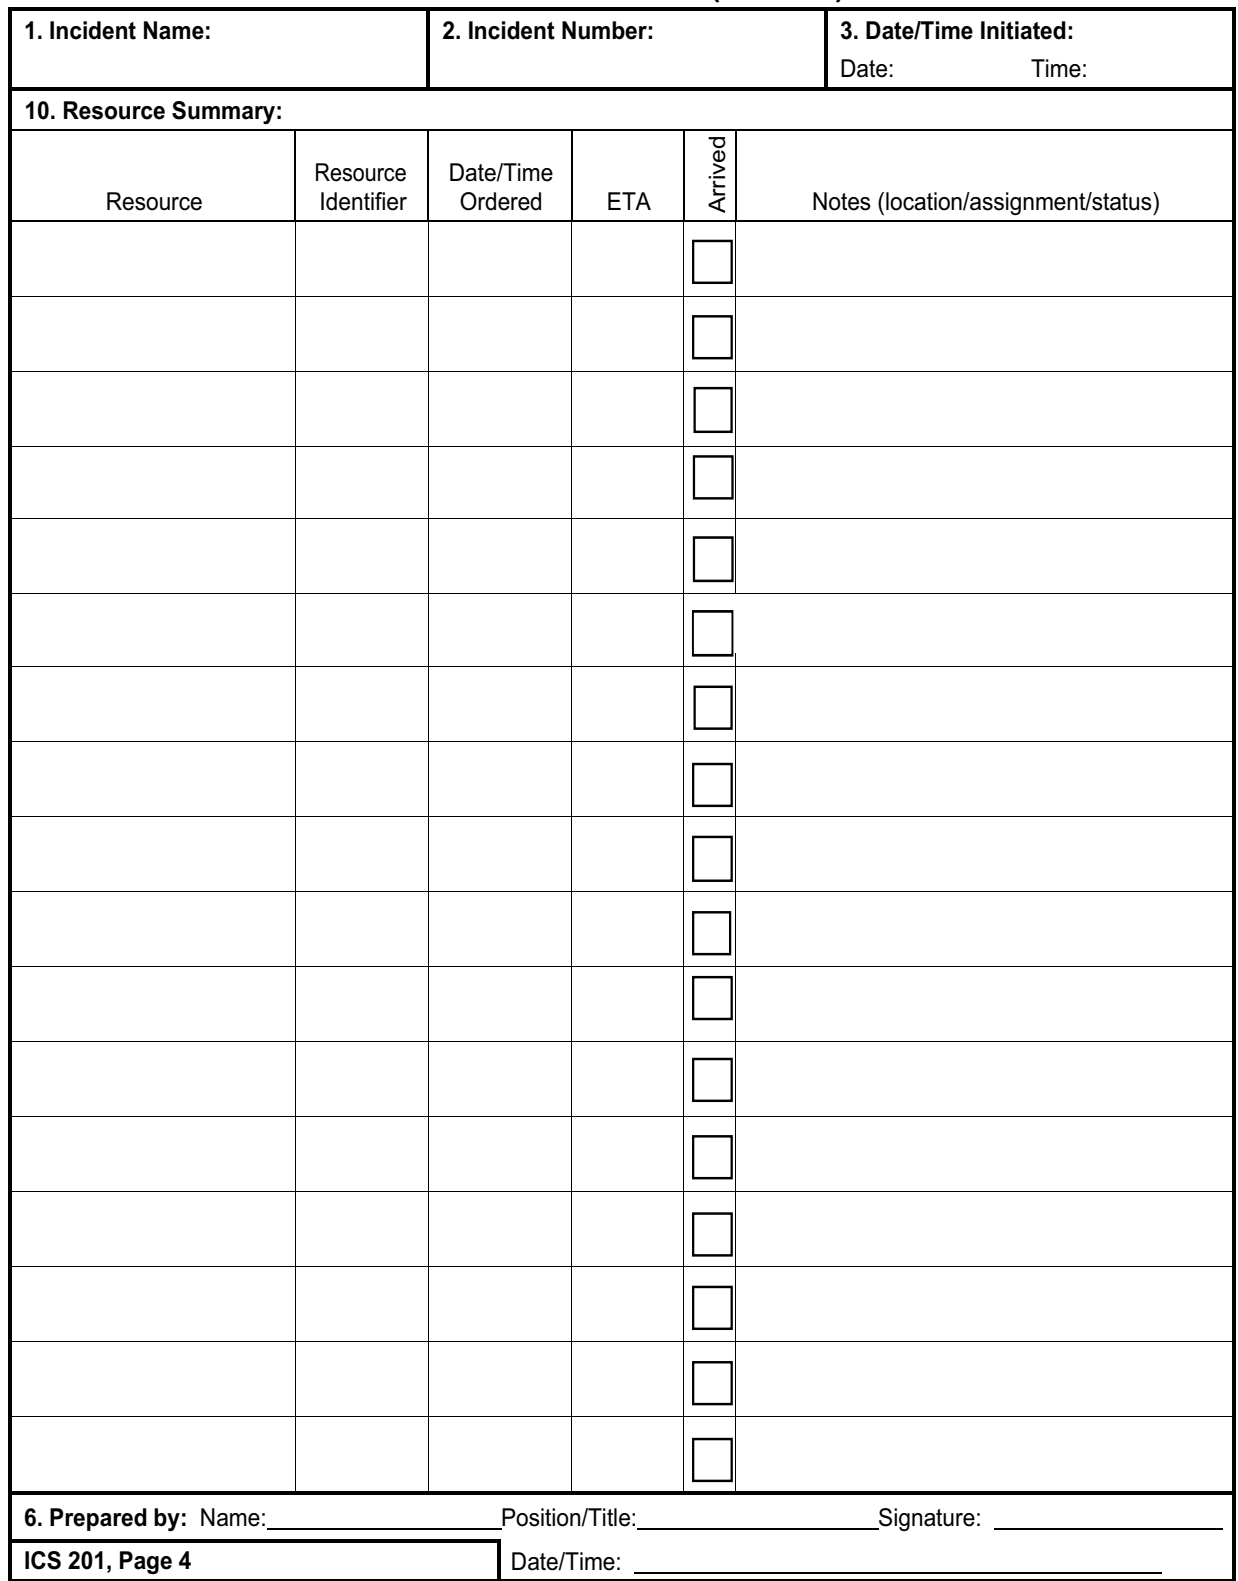 1. Incident Name: 2. Incident Number: 3. Date/Time Initiated:
Date: Time:
10. Resource Summary:
Resource
Resource
Identifier
Date/Time
Ordered
ETA
Arrived
Notes (location/assignment/status)
6. Prepared by: Name: Position/Title: Signature:
ICS 201, Page 4 Date/Time: